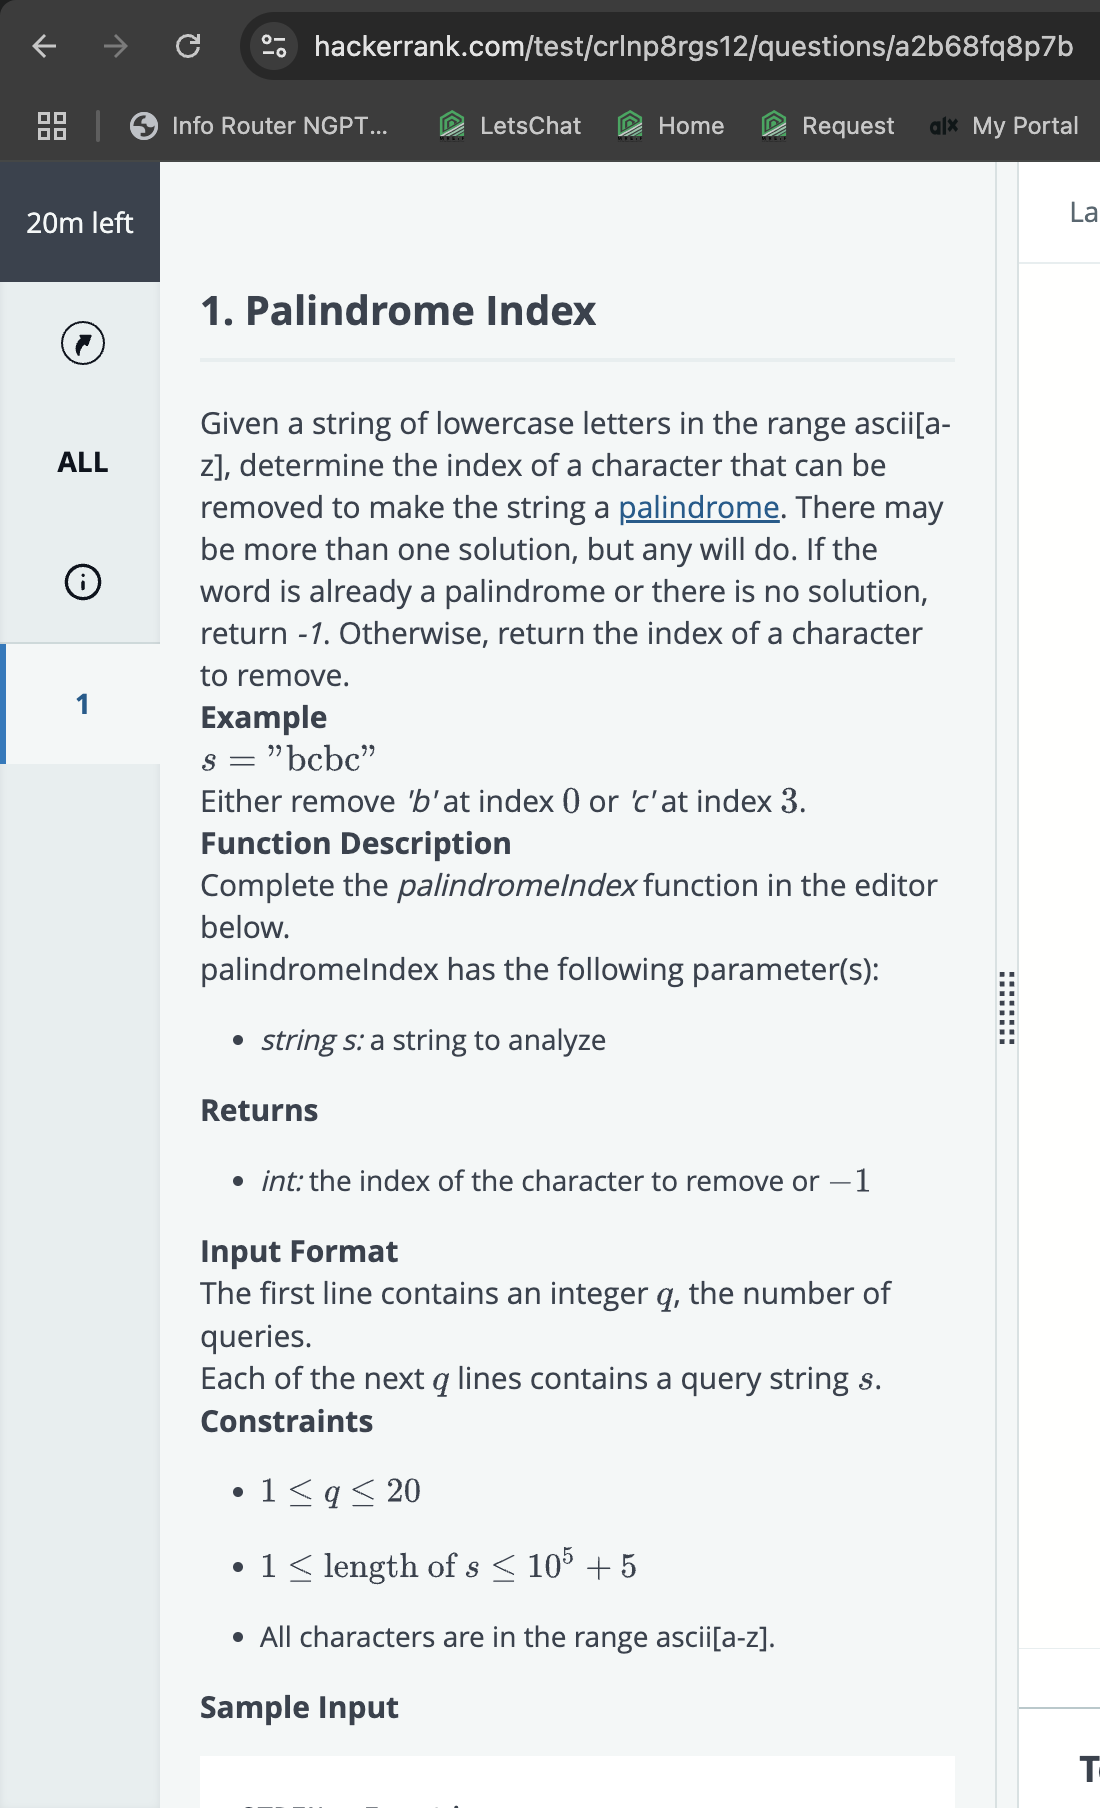 hackerrank.com/test/crlnp8rgs12/questions/a2b68fq8p7b
Info Router NGPT... LetsChat Home Request alx My Portal
20m left
La
1. Palindrome Index
ALL
1
Given a string of lowercase letters in the range ascii[a-
z], determine the index of a character that can be
removed to make the string a palindrome. There may
be more than one solution, but any will do. If the
word is already a palindrome or there is no solution,
return -1. Otherwise, return the index of a character
to remove.
Example
s = ”bcbc”
Either remove 'b' at index 0 or 'c' at index 3.
Function Description
Complete the palindromeIndex function in the editor
below.
palindromeIndex has the following parameter(s):
• string s: a string to analyze
Returns
• int: the index of the character to remove or −1
Input Format
The first line contains an integer q, the number of
queries.
Each of the next q lines contains a query string s.
Constraints
• 1 ≤ q ≤ 20
• 1 ≤ length of s ≤ 10⁵ + 5
• All characters are in the range ascii[a-z].
Sample Input